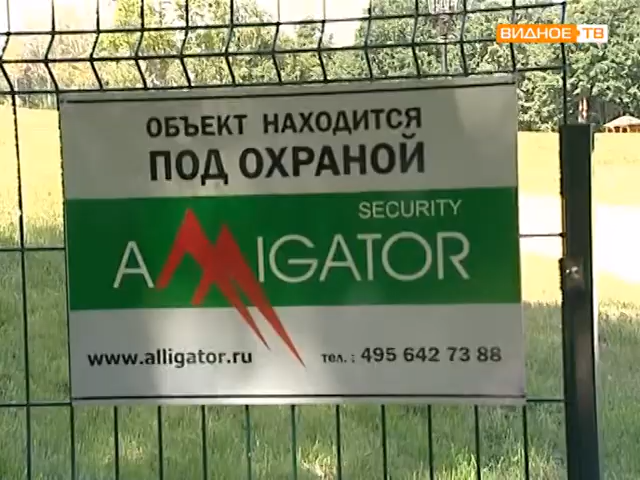 ВИДНОЕ ТВ
ОБЪЕКТ НАХОДИТСЯ
ПОД ОХРАНОЙ
SECURITY
ALLIGATOR
www.alligator.ru тел.: 495 642 73 88